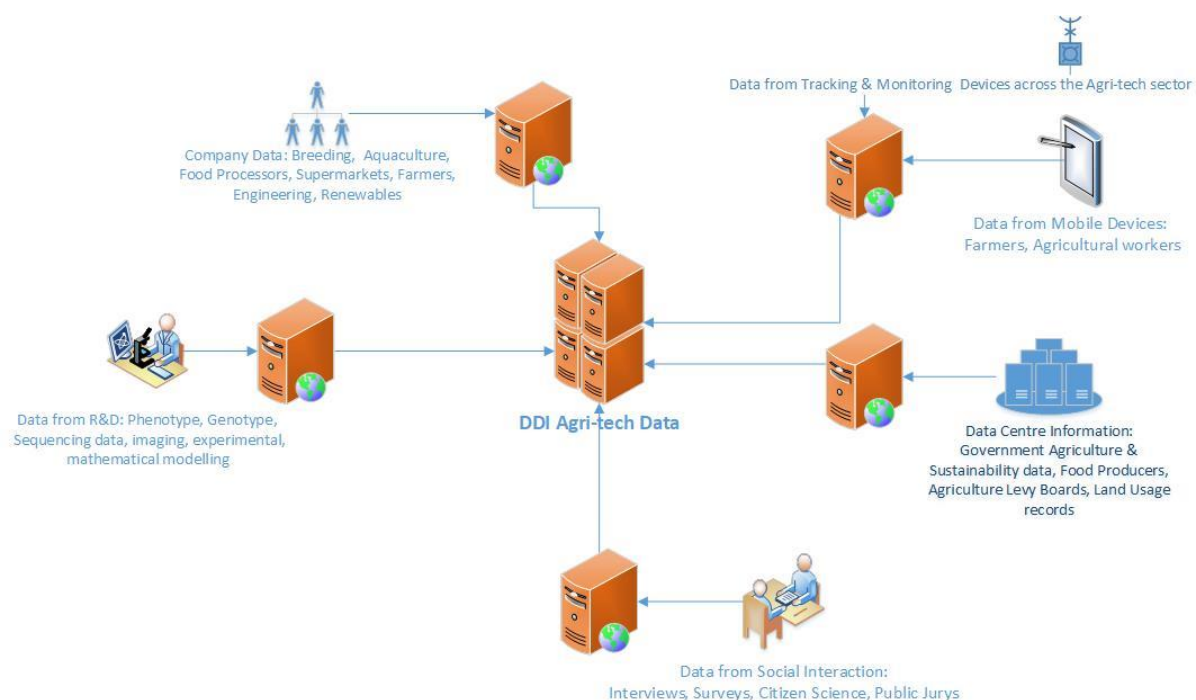 Data from Tracking & Monitoring Devices across the Agri-tech sector
Company Data: Breeding, Aquaculture,
Food Processors, Supermarkets, Farmers,
Engineering, Renewables
Data from Mobile Devices:
Farmers, Agricultural workers
Data from R&D: Phenotype, Genotype,
Sequencing data, imaging, experimental,
mathematical modelling
DDI Agri-tech Data
Data Centre Information:
Government Agriculture &
Sustainability data, Food Producers,
Agriculture Levy Boards, Land Usage
records
Data from Social Interaction:
Interviews, Surveys, Citizen Science, Public Jurys